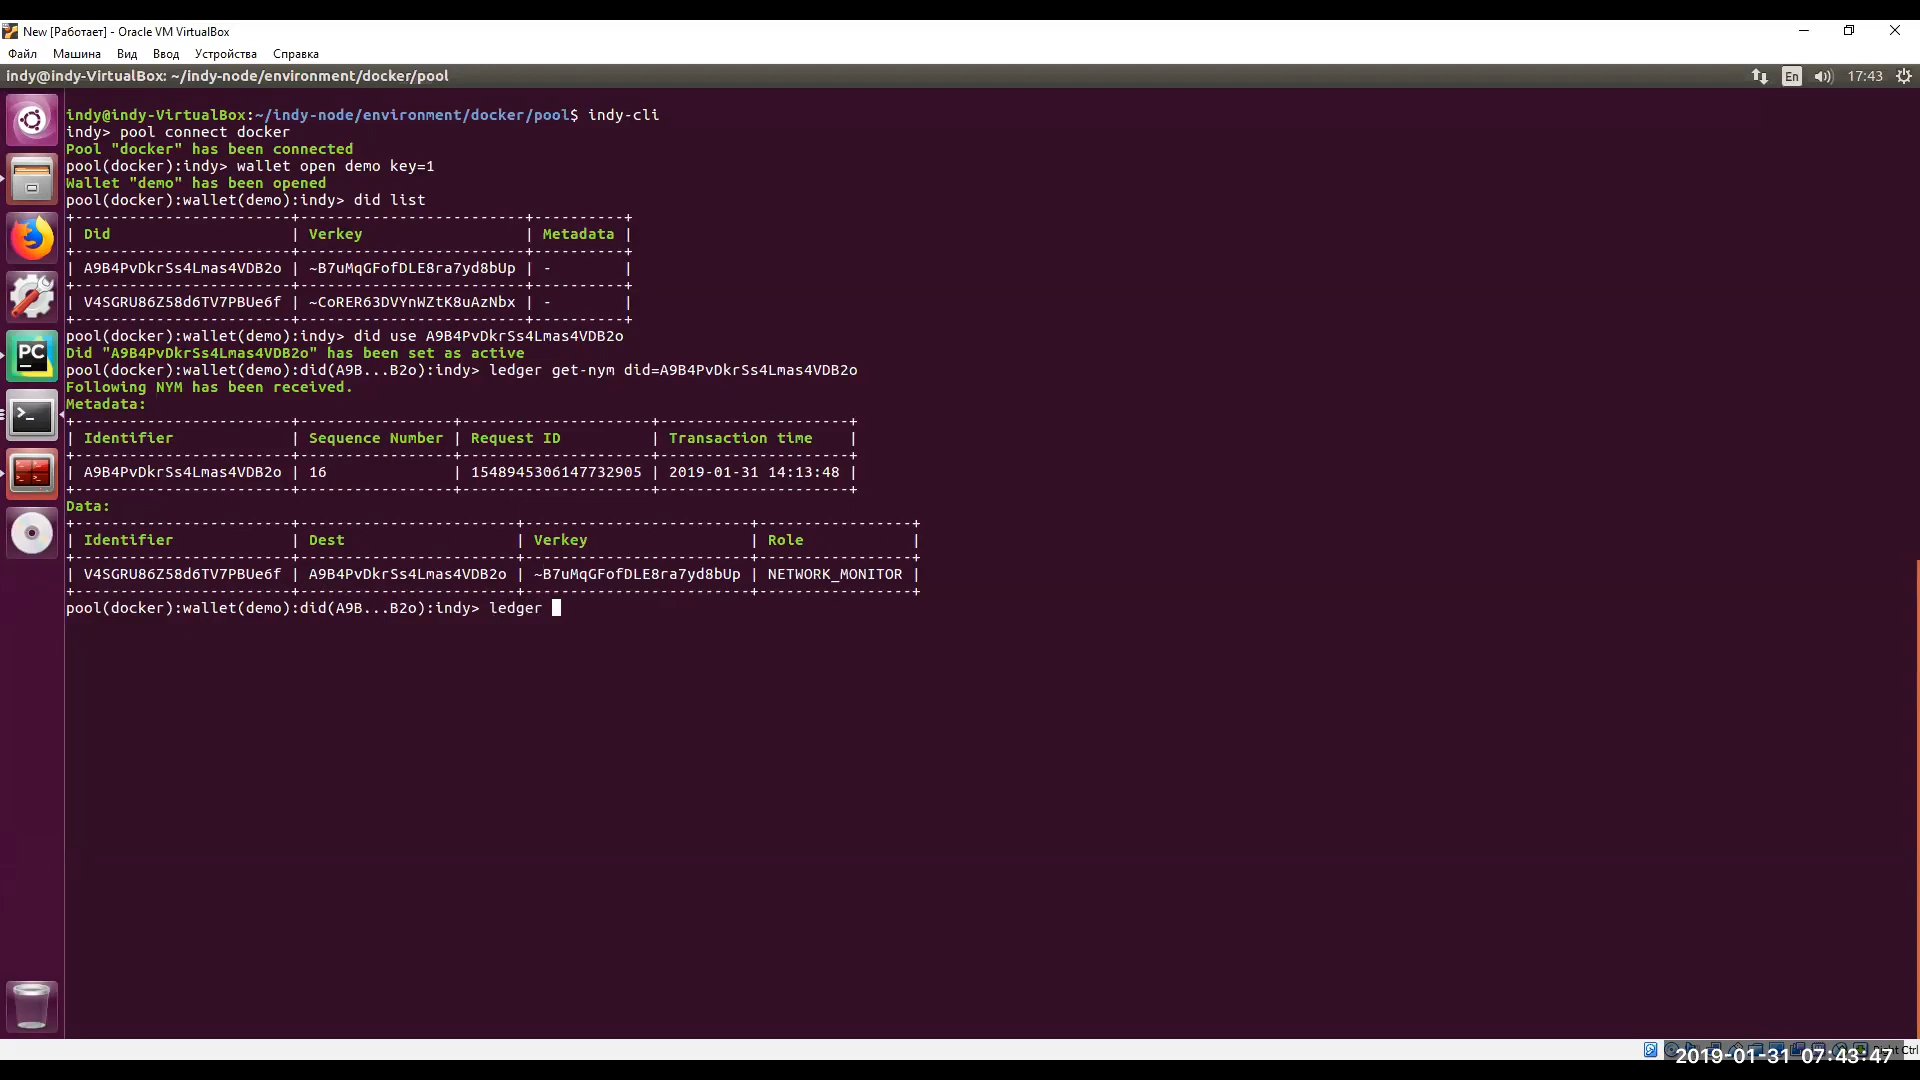 New [Работает] - Oracle VM VirtualBox
Файл Машина Вид Ввод Устройства Справка
indy@indy-VirtualBox: ~/indy-node/environment/docker/pool En 17:43
indy@indy-VirtualBox:~/indy-node/environment/docker/pool$ indy-cli
indy> pool connect docker
Pool "docker" has been connected
pool(docker):indy> wallet open demo key=1
Wallet "demo" has been opened
pool(docker):wallet(demo):indy> did list
+-------------------------+-------------------------+----------+
| Did | Verkey | Metadata |
+-------------------------+-------------------------+----------+
| A9B4PvDkrSs4Lmas4VDB2o | ~B7uMqGFofDLE8ra7yd8bUp | - |
+-------------------------+-------------------------+----------+
| V4SGRU86Z58d6TV7PBUe6f | ~CoRER63DVYnWZtK8uAzNbx | - |
+-------------------------+-------------------------+----------+
pool(docker):wallet(demo):indy> did use A9B4PvDkrSs4Lmas4VDB2o
Did "A9B4PvDkrSs4Lmas4VDB2o" has been set as active
pool(docker):wallet(demo):did(A9B...B2o):indy> ledger get-nym did=A9B4PvDkrSs4Lmas4VDB2o
Following NYM has been received.
Metadata:
+-------------------------+-----------------+---------------------+---------------------+
| Identifier | Sequence Number | Request ID | Transaction time |
+-------------------------+-----------------+---------------------+---------------------+
| A9B4PvDkrSs4Lmas4VDB2o | 16 | 1548945306147732905 | 2019-01-31 14:13:48 |
+-------------------------+-----------------+---------------------+---------------------+
Data:
+-------------------------+------------------------+-------------------------+-----------------+
| Identifier | Dest | Verkey | Role |
+-------------------------+------------------------+-------------------------+-----------------+
| V4SGRU86Z58d6TV7PBUe6f | A9B4PvDkrSs4Lmas4VDB2o | ~B7uMqGFofDLE8ra7yd8bUp | NETWORK_MONITOR |
+-------------------------+------------------------+-------------------------+-----------------+
pool(docker):wallet(demo):did(A9B...B2o):indy> ledger
PC
2019-01-31 07:43:47
Ctrl